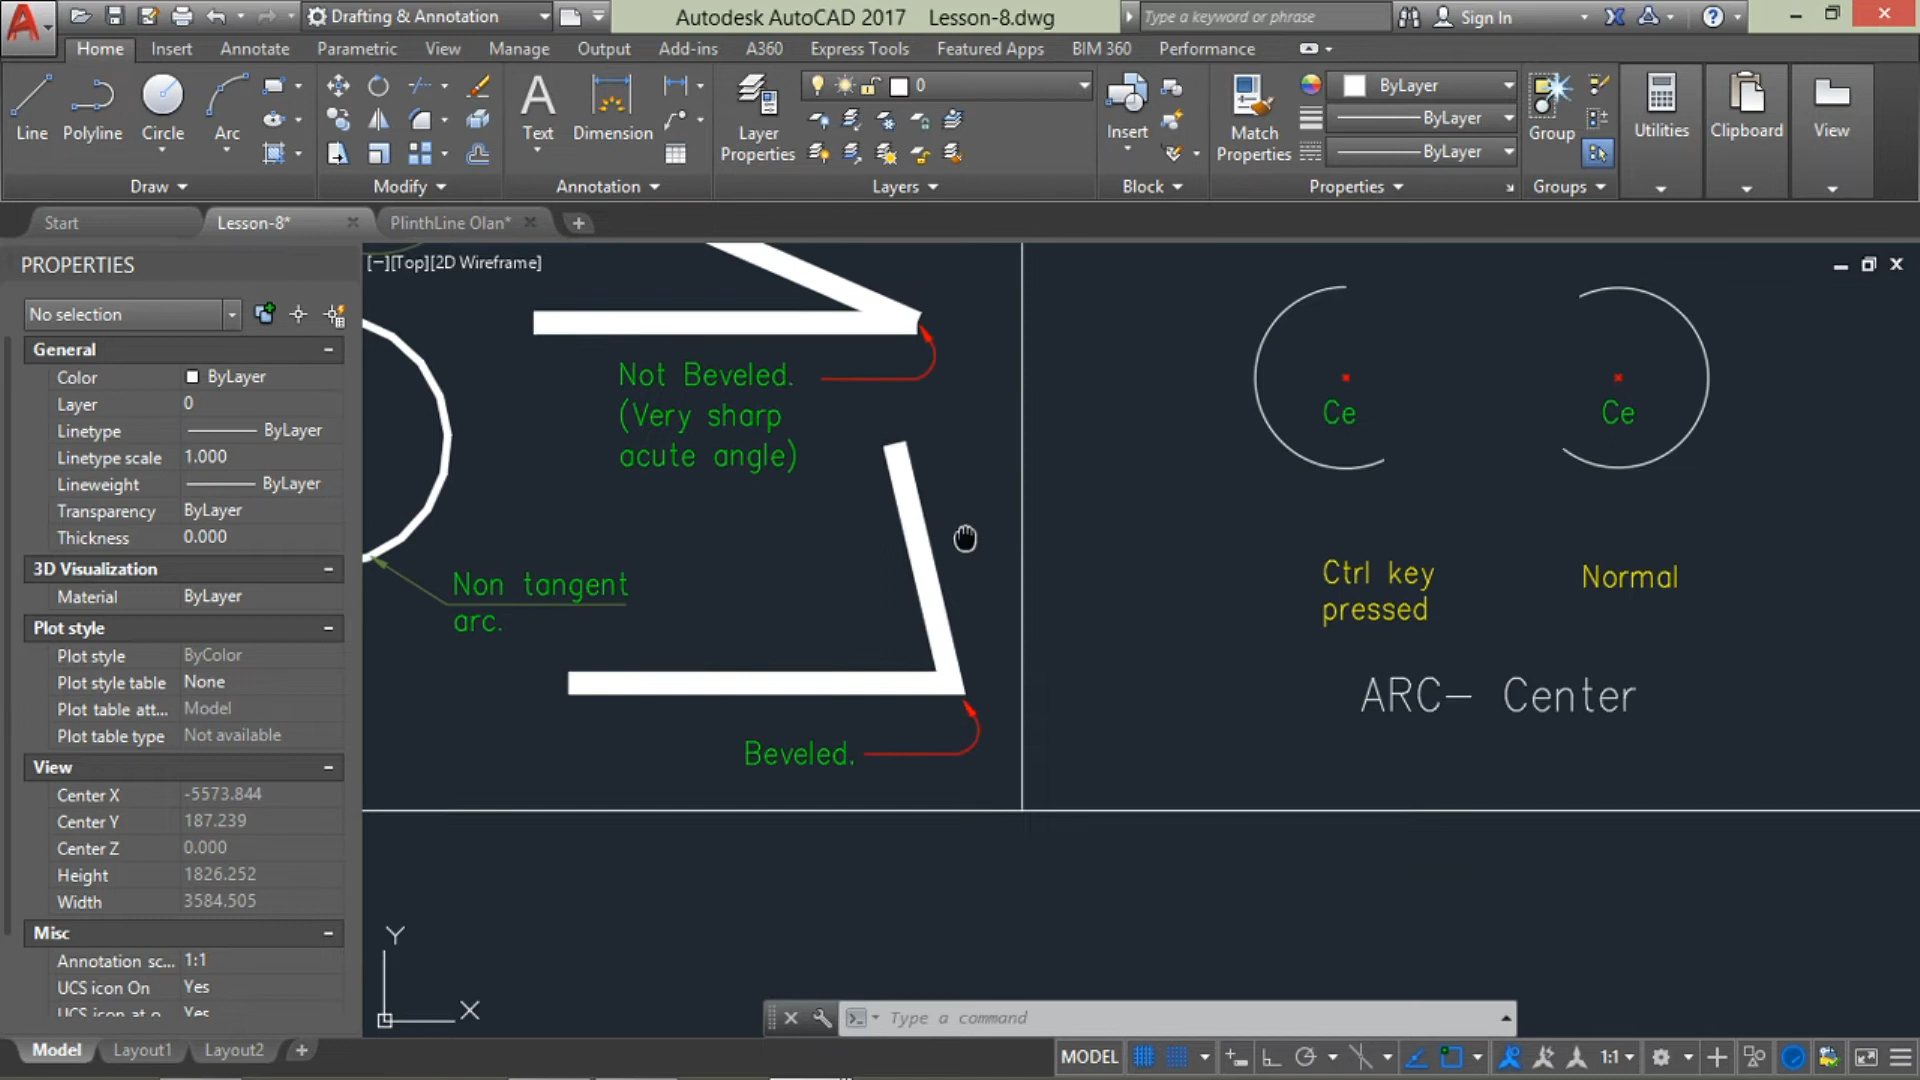 Drafting & Annotation
Autodesk AutoCAD 2017 Lesson-8.dwg
Type a keyword or phrase
Sign In
Home Insert Annotate Parametric View Manage Output Add-ins A360 Express Tools Featured Apps BIM 360 Performance
Line Polyline Circle Arc
Text Dimension
Layer Properties
0
Insert
Match Properties
ByLayer
ByLayer
ByLayer
Group
Utilities Clipboard View
Draw Modify Annotation Layers Block Properties Groups
Start Lesson-8* PlinthLine Olan*
PROPERTIES
No selection
General
Color ByLayer
Layer 0
Linetype ByLayer
Linetype scale 1.000
Lineweight ByLayer
Transparency ByLayer
Thickness 0.000
3D Visualization
Material ByLayer
Plot style
Plot style ByColor
Plot style table None
Plot table att... Model
Plot table type Not available
View
Center X -5573.844
Center Y 187.239
Center Z 0.000
Height 1826.252
Width 3584.505
Misc
Annotation sc... 1:1
UCS icon On Yes
UCS icon at o... Yes
[−][Top][2D Wireframe]
Not Beveled.
(Very sharp
acute angle)
Non tangent
arc.
Beveled.
Ce Ce
Ctrl key
pressed
Normal
ARC- Center
Y
X
Type a command
Model Layout1 Layout2
MODEL 1:1